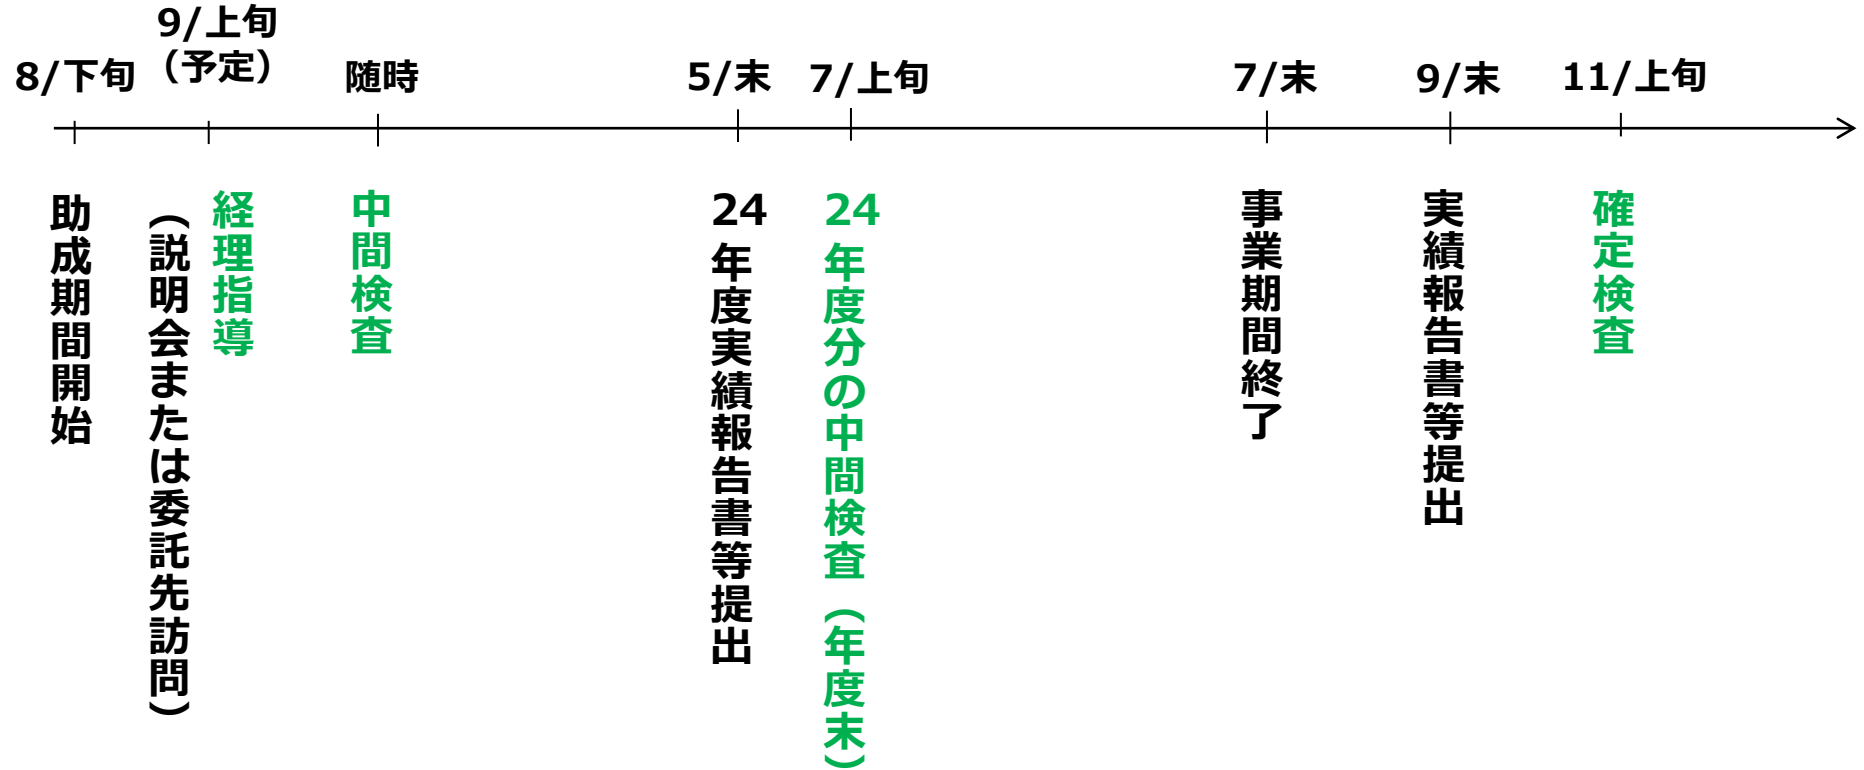 8/下旬
9/上旬
（予定）
随時
5/末
7/上旬
7/末
9/末
11/上旬
助成期間開始
経理指導
（説明会または委託先訪問）
中間検査
24年度実績報告書等提出
24年度分の中間検査（年度末）
事業期間終了
実績報告書等提出
確定検査